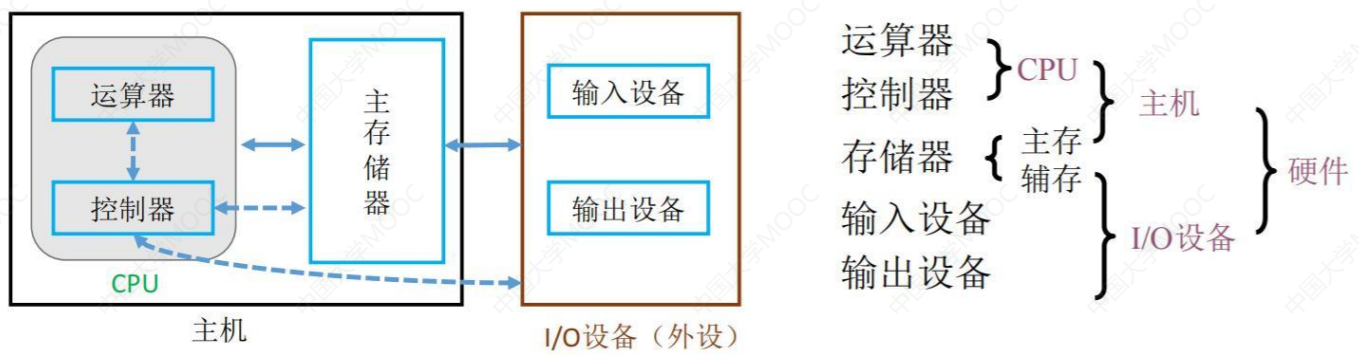 运算器
控制器
CPU
主存储器
主机
输入设备
输出设备
I/O设备（外设）
运算器
控制器
CPU
存储器
主存
辅存
主机
输入设备
输出设备
I/O设备
硬件
中国大学MOOC